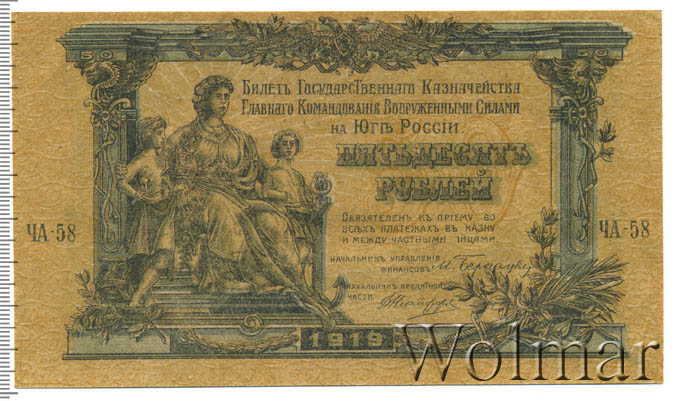 Билетъ Государственнаго Казначейства
Главнаго Командованія Вооруженными Силами
на Югѣ Россіи.
ПЯТЬДЕСЯТЪ
РУБЛЕЙ
ОБЯЗАТЕЛЕН КЪ ПРІЕМУ ВО
ВСѢХЪ ПЛАТЕЖАХЪ ВЪ КАЗНУ
И МЕЖДУ ЧАСТНЫМИ ЛИЦАМИ.
ЧА-58
ЧА-58
НАЧАЛЬНИКЪ УПРАВЛЕНІЯ
ФИНАНСОВЪ
НАЧАЛЬНИКЪ КРЕДИТНОЙ
ЧАСТИ
1919
Wolmar